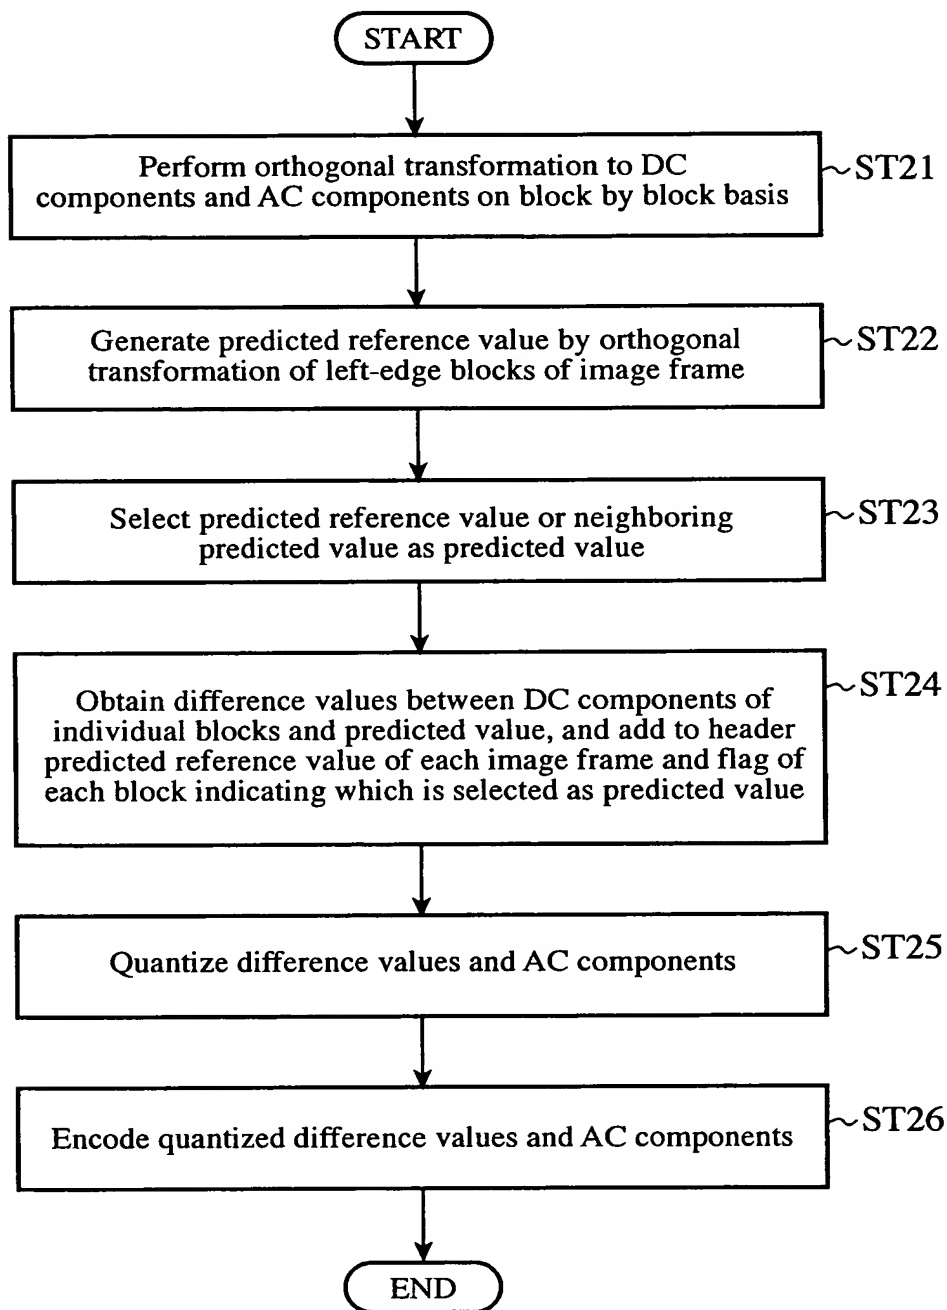 START
Perform orthogonal transformation to DC
components and AC components on block by block basis
ST21
Generate predicted reference value by orthogonal
transformation of left-edge blocks of image frame
ST22
Select predicted reference value or neighboring
predicted value as predicted value
ST23
Obtain difference values between DC components of
individual blocks and predicted value, and add to header
predicted reference value of each image frame and flag of
each block indicating which is selected as predicted value
ST24
Quantize difference values and AC components
ST25
Encode quantized difference values and AC components
ST26
END